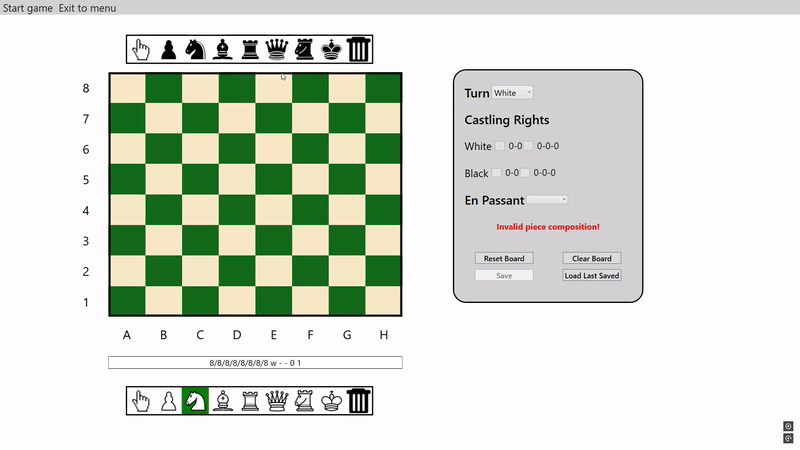 Start game Exit to menu
8
7
6
5
4
3
2
1
A B C D E F G H
8/8/8/8/8/8/8/8 w - - 0 1
Turn White
Castling Rights
White 0-0 0-0-0
Black 0-0 0-0-0
En Passant
Invalid piece composition!
Reset Board Clear Board
Save Load Last Saved